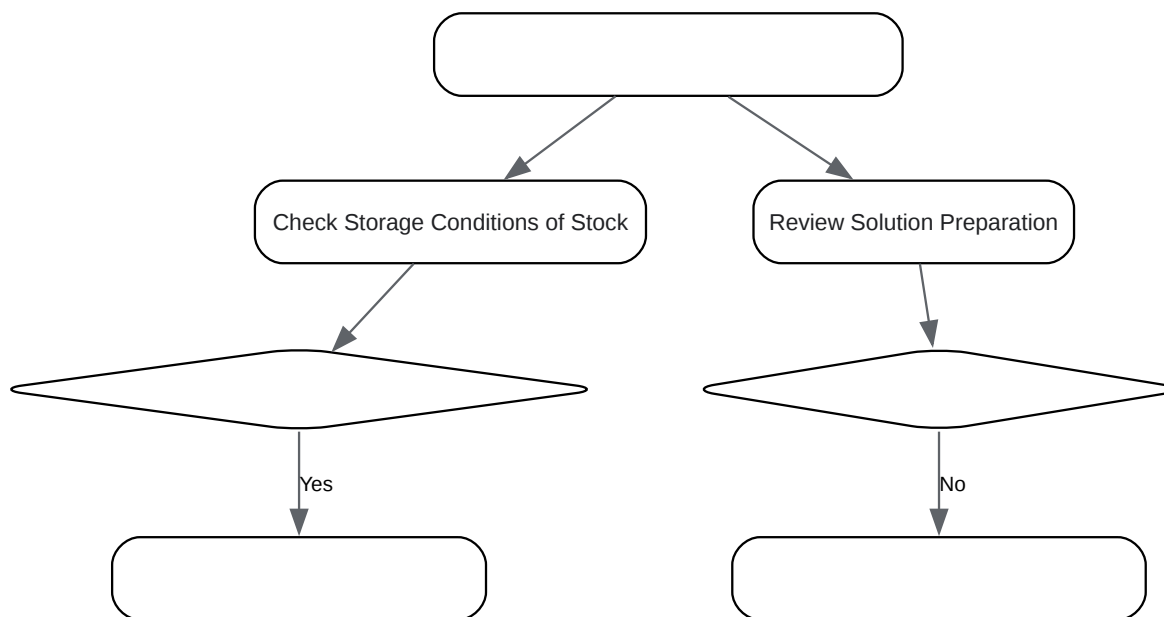 Check Storage Conditions of Stock
Review Solution Preparation
Yes
No